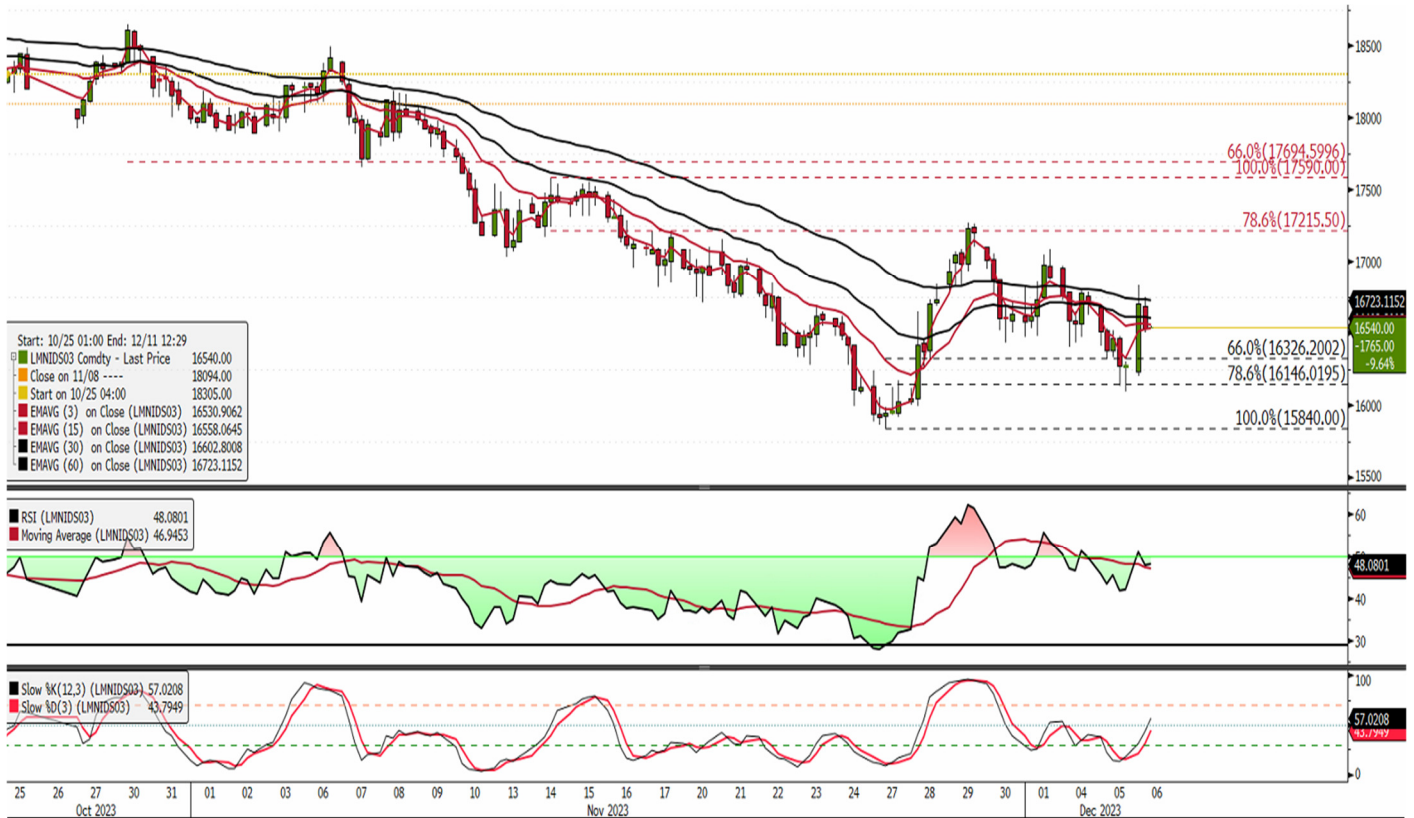 18500
18000
66.0%(17694.5996)
100.0%(17590.00)
17500
78.6%(17215.50)
17000
16723.1152
16540.00
-1765.00
-9.64%
66.0%(16326.2002)
78.6%(16146.0195)
16000
100.0%(15840.00)
15500
Start: 10/25 01:00 End: 12/11 12:29
LMNIDS03 Comdty - Last Price 16540.00
Close on 11/08 ---- 18094.00
Start on 10/25 04:00 18305.00
EMAVG (3) on Close (LMNIDS03) 16530.9062
EMAVG (15) on Close (LMNIDS03) 16558.0645
EMAVG (30) on Close (LMNIDS03) 16602.8008
EMAVG (60) on Close (LMNIDS03) 16723.1152
RSI (LMNIDS03) 48.0801
Moving Average (LMNIDS03) 46.9453
60
48.0801
40
30
Slow %K(12,3) (LMNIDS03) 57.0208
Slow %D(3) (LMNIDS03) 43.7949
100
57.0208
43.7949
0
25 26 27 30 31 01 02 03 06 07 08 09 10 13 14 15 16 17 20 21 22 23 24 27 28 29 30 01 04 05 06
Oct 2023 Nov 2023 Dec 2023